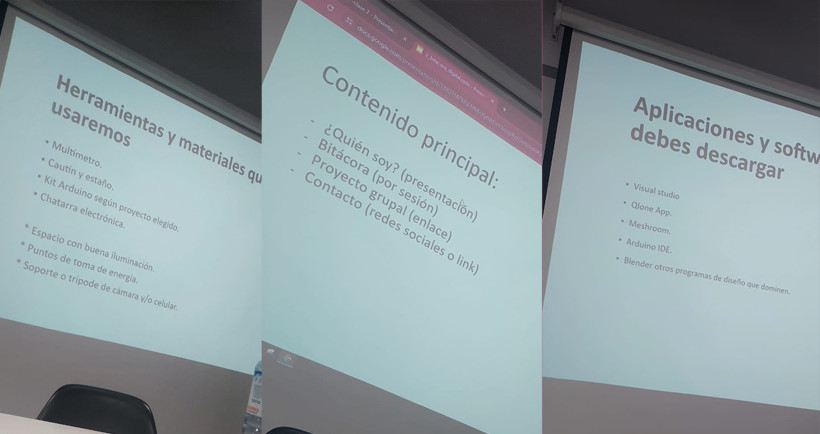 Herramientas y materiales qu
usaremos
• Multímetro.
• Cautín y estaño.
• Kit Arduino según proyecto elegido.
• Chatarra electrónica.
• Espacio con buena iluminación.
• Puntos de toma de energía.
• Soporte o trípode de cámara y/o celular.
Contenido principal:
- ¿Quién soy? (presentación)
- Bitácora (por sesión)
- Proyecto grupal (enlace)
- Contacto (redes sociales o link)
Aplicaciones y softw
debes descargar
• Visual studio
• Qlone App.
• Meshroom.
• Arduino IDE.
• Blender otros programas de diseño que dominen.